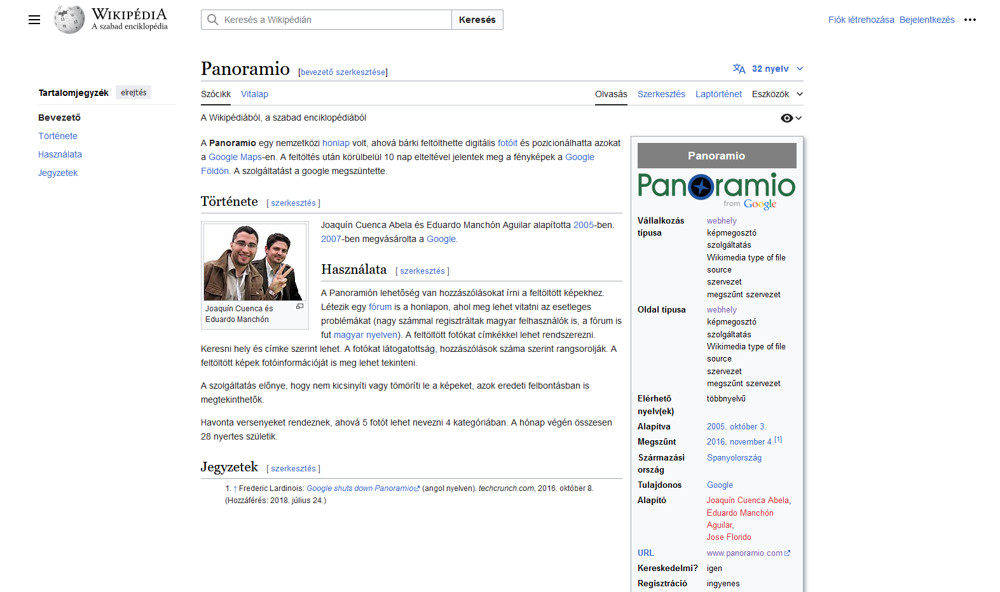 WIKIPÉDIA
A szabad enciklopédia
Keresés a Wikipédián
Keresés
Fiók létrehozása Bejelentkezés
Tartalomjegyzék elrejtés
Bevezető
Története
Használata
Jegyzetek
Panoramio [bevezető szerkesztése]
32 nyelv
Szócikk Vitalap
Olvasás Szerkesztés Laptörténet Eszközök
A Wikipédiából, a szabad enciklopédiából
A Panoramio egy nemzetközi honlap volt, ahová bárki feltölthette digitális fotóit és pozicionálhatta azokat
a Google Maps-en. A feltöltés után körülbelül 10 nap elteltével jelentek meg a fényképek a Google
Földön. A szolgáltatást a google megszüntette.
Története [ szerkesztés ]
Joaquín Cuenca és
Eduardo Manchón
Joaquín Cuenca Abela és Eduardo Manchón Aguilar alapította 2005-ben.
2007-ben megvásárolta a Google.
Használata [ szerkesztés ]
A Panoramión lehetőség van hozzászólásokat írni a feltöltött képekhez.
Létezik egy fórum is a honlapon, ahol meg lehet vitatni az esetleges
problémákat (nagy számmal regisztráltak magyar felhasználók is, a fórum is
fut magyar nyelven). A feltöltött fotókat címkékkel lehet rendszerezni.
Keresni hely és címke szerint lehet. A fotókat látogatottság, hozzászólások száma szerint rangsorolják. A
feltöltött képek fotóinformációját is meg lehet tekinteni.
A szolgáltatás előnye, hogy nem kicsinyíti vagy tömöríti le a képeket, azok eredeti felbontásban is
megtekinthetők.
Havonta versenyeket rendeznek, ahová 5 fotót lehet nevezni 4 kategóriában. A hónap végén összesen
28 nyertes születik.
Jegyzetek [ szerkesztés ]
1. ↑ Frederic Lardinois: Google shuts down Panoramio (angol nyelven). techcrunch.com, 2016. október 8.
(Hozzáférés: 2018. július 24.)
Panoramio
Panoramio
from Google
Vállalkozás típusa
webhely
képmegosztó
szolgáltatás
Wikimedia type of file
source
szervezet
megszűnt szervezet
Oldal típusa
webhely
képmegosztó
szolgáltatás
Wikimedia type of file
source
szervezet
megszűnt szervezet
Elérhető nyelv(ek)
többnyelvű
Alapítva 2005. október 3.
Megszűnt 2016. november 4.[1]
Származási ország
Spanyolország
Tulajdonos Google
Alapító Joaquín Cuenca Abela,
Eduardo Manchón
Aguilar,
Jose Florido
URL www.panoramio.com
Kereskedelmi? igen
Regisztráció ingyenes